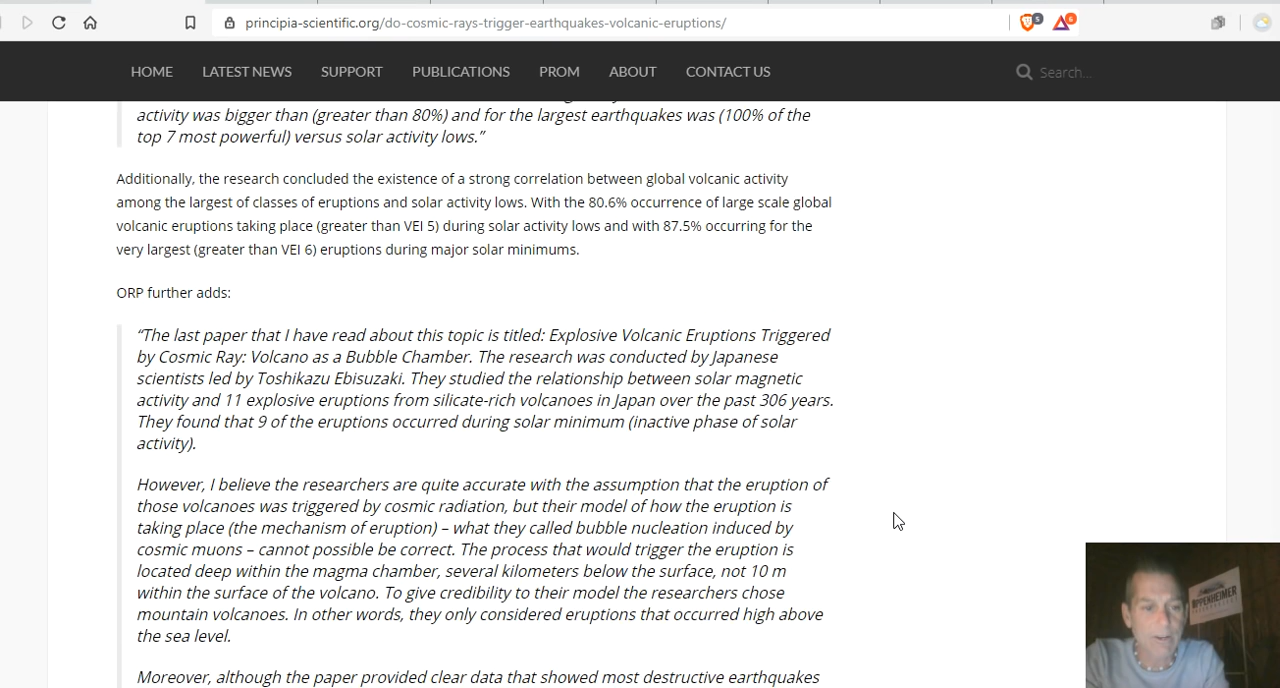 principia-scientific.org/do-cosmic-rays-trigger-earthquakes-volcanic-eruptions/
5
6
HOME LATEST NEWS SUPPORT PUBLICATIONS PROM ABOUT CONTACT US Search...
activity was bigger than (greater than 80%) and for the largest earthquakes was (100% of the
top 7 most powerful) versus solar activity lows.”
Additionally, the research concluded the existence of a strong correlation between global volcanic activity
among the largest of classes of eruptions and solar activity lows. With the 80.6% occurrence of large scale global
volcanic eruptions taking place (greater than VEI 5) during solar activity lows and with 87.5% occurring for the
very largest (greater than VEI 6) eruptions during major solar minimums.
ORP further adds:
“The last paper that I have read about this topic is titled: Explosive Volcanic Eruptions Triggered
by Cosmic Ray: Volcano as a Bubble Chamber. The research was conducted by Japanese
scientists led by Toshikazu Ebisuzaki. They studied the relationship between solar magnetic
activity and 11 explosive eruptions from silicate-rich volcanoes in Japan over the past 306 years.
They found that 9 of the eruptions occurred during solar minimum (inactive phase of solar
activity).
However, I believe the researchers are quite accurate with the assumption that the eruption of
those volcanoes was triggered by cosmic radiation, but their model of how the eruption is
taking place (the mechanism of eruption) – what they called bubble nucleation induced by
cosmic muons – cannot possible be correct. The process that would trigger the eruption is
located deep within the magma chamber, several kilometers below the surface, not 10 m
within the surface of the volcano. To give credibility to their model the researchers chose
mountain volcanoes. In other words, they only considered eruptions that occurred high above
the sea level.
Moreover, although the paper provided clear data that showed most destructive earthquakes